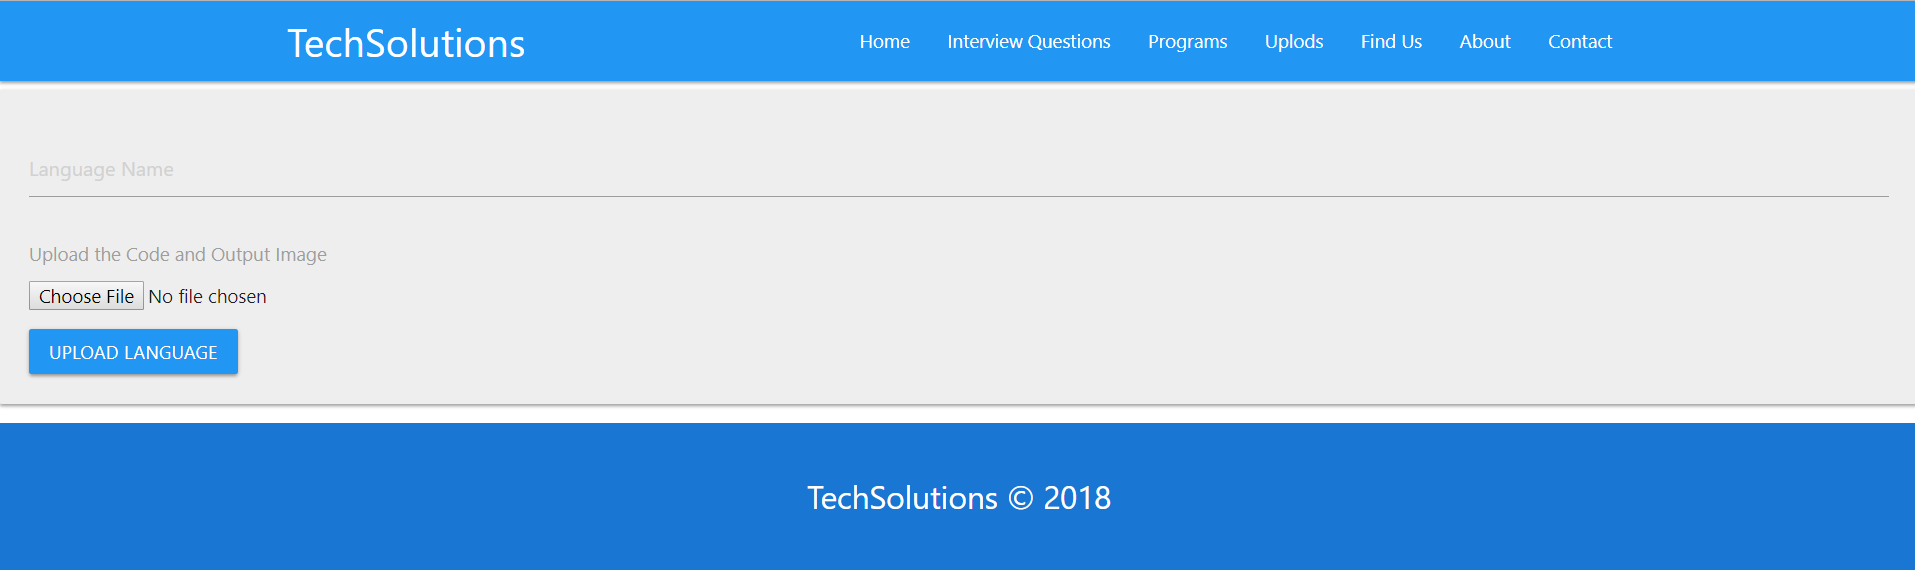 TechSolutions Home Interview Questions Programs Uplods Find Us About Contact
Language Name
Upload the Code and Output Image
Choose File No file chosen
UPLOAD LANGUAGE
TechSolutions © 2018